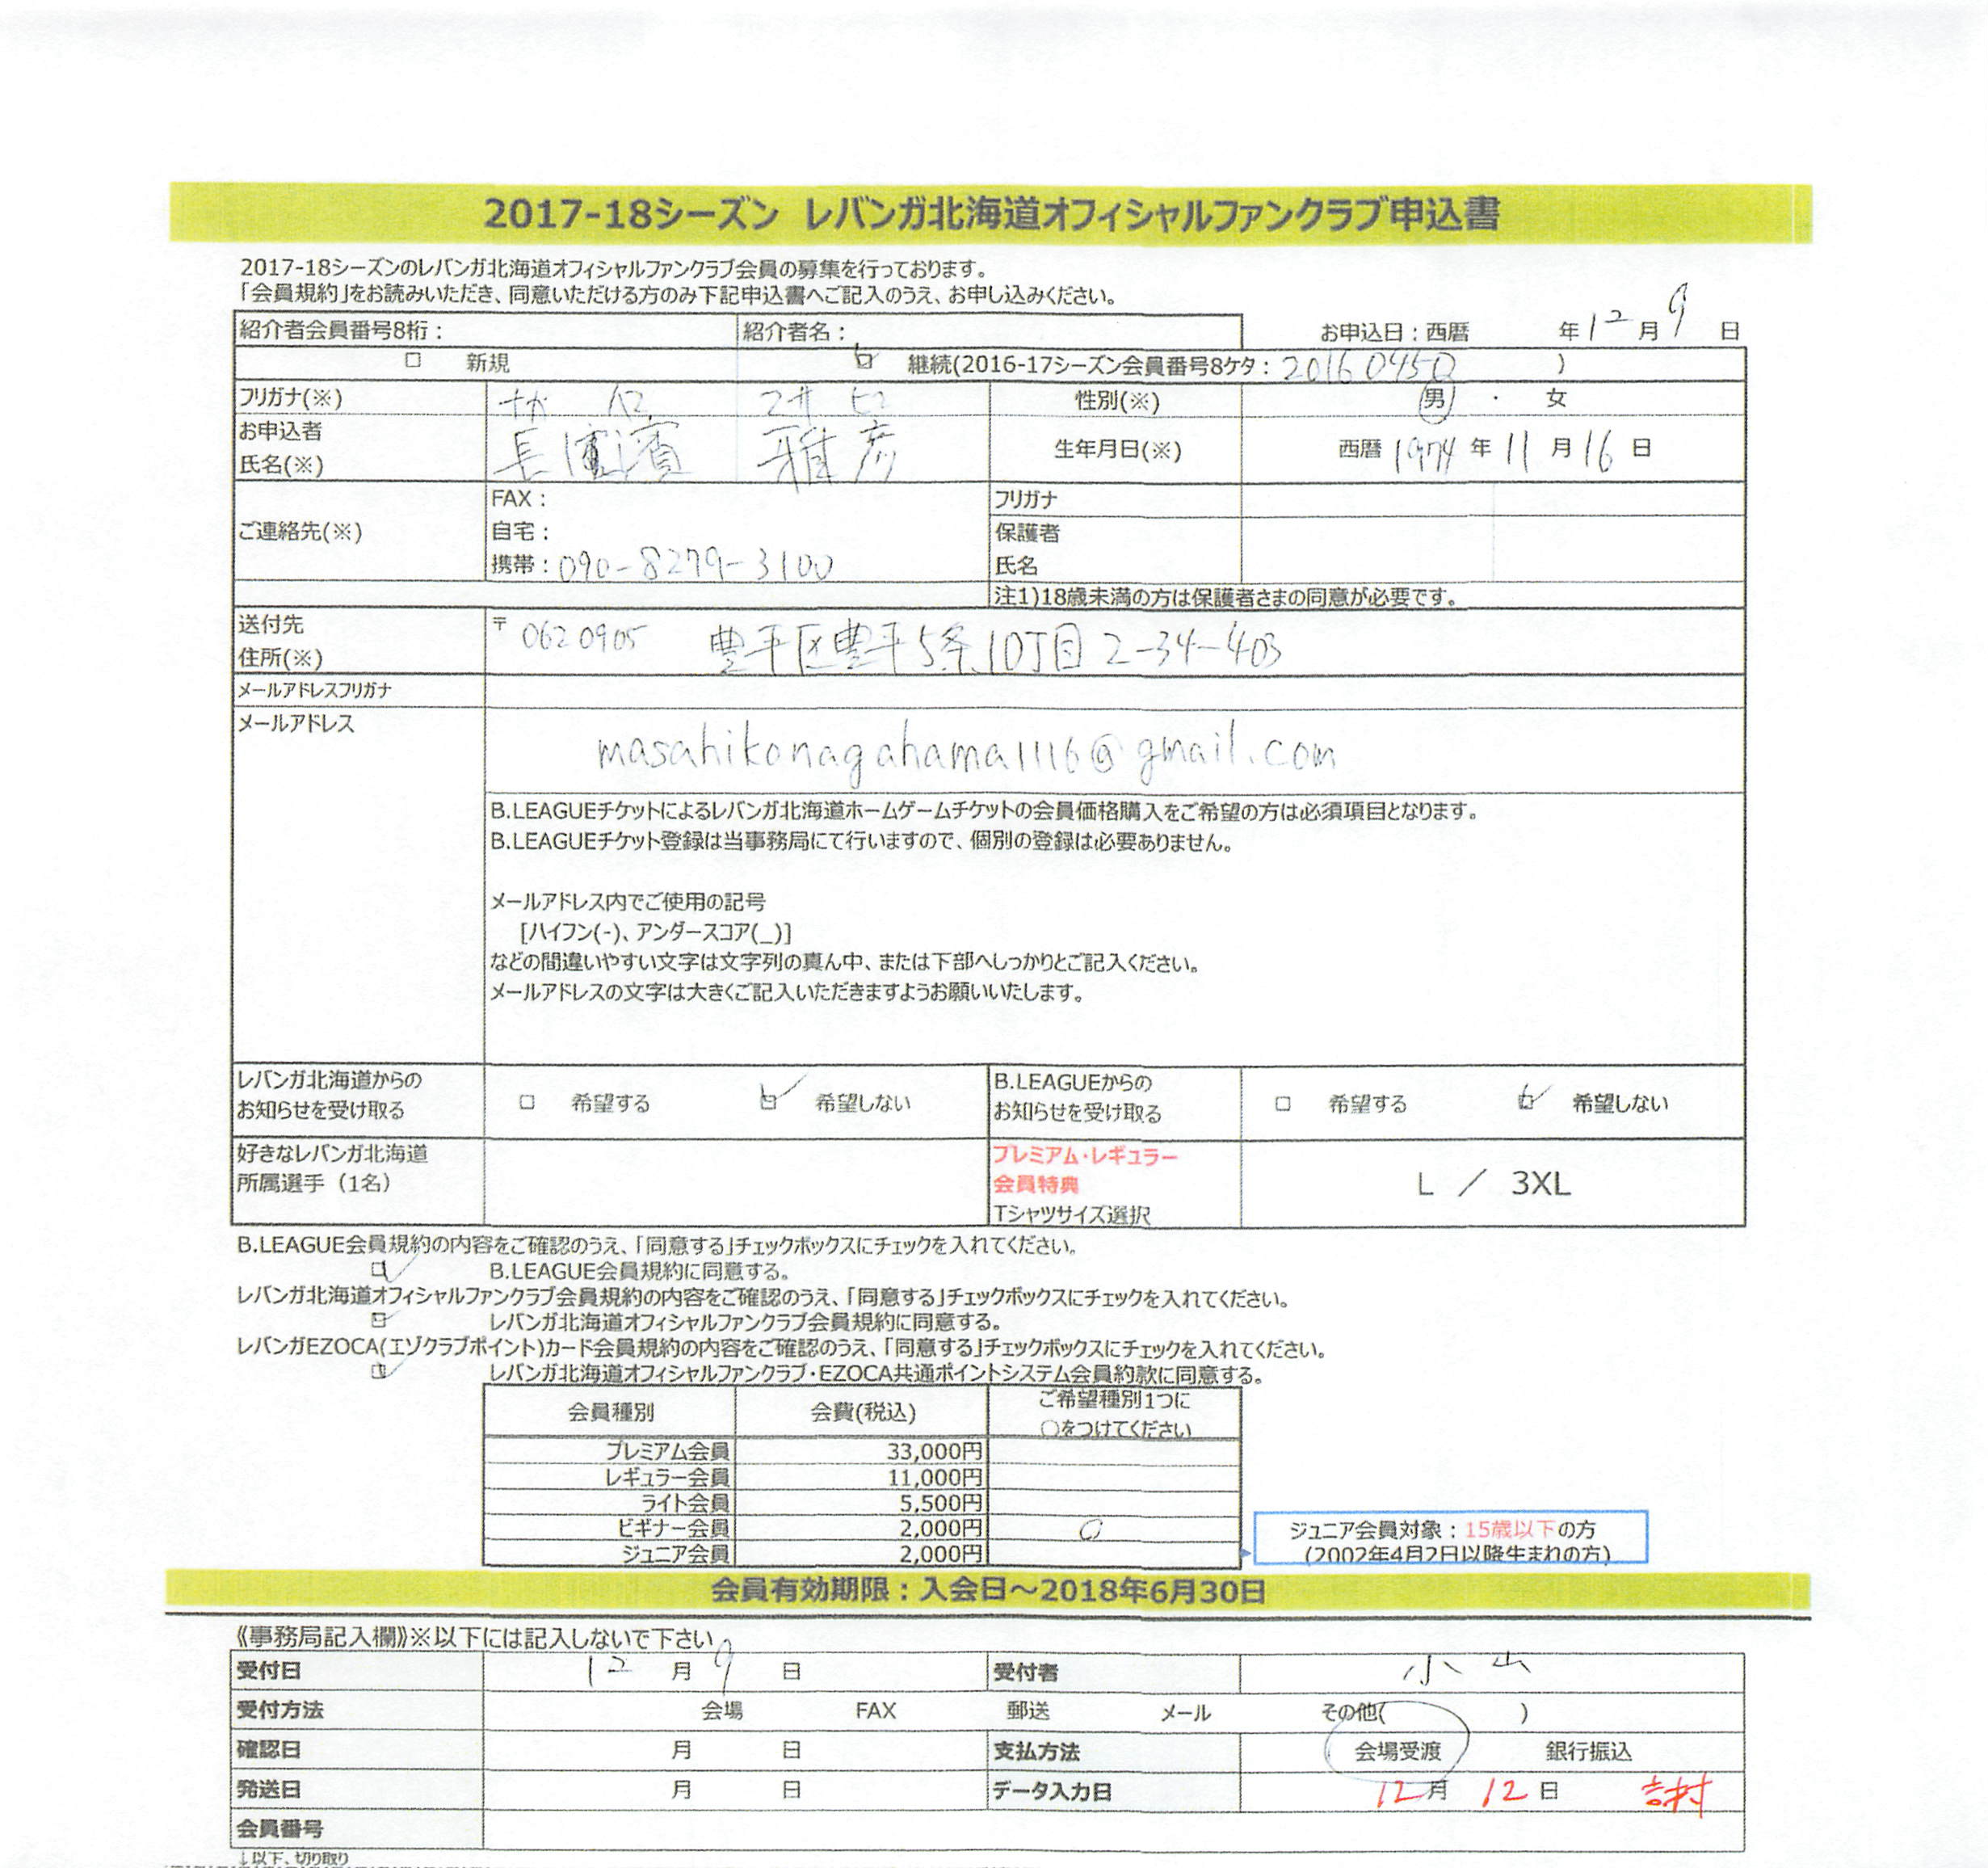 2017-18シーズン レバンガ北海道オフィシャルファンクラブ申込書
2017-18シーズンのレバンガ北海道オフィシャルファンクラブ会員の募集を行っております。
「会員規約」をお読みいただき、同意いただける方のみ下記申込書へご記入のうえ、お申し込みください。
紹介者会員番号8桁： 紹介者名： お申込日：西暦 年 12 月 9 日
□ 新規 □ 継続(2016-17シーズン会員番号8ケタ： )
フリガナ(※) 性別(※) 男 ・ 女
お申込者
氏名(※) 長濱 雅彦 生年月日(※) 西暦 1974 年 11 月 16 日
ご連絡先(※) FAX： フリガナ
自宅： 保護者
携帯：090-8279-3100 氏名
注1)18歳未満の方は保護者さまの同意が必要です。
送付先
住所(※) 〒 0620905 豊平区豊平5条10丁目2-34-403
メールアドレスフリガナ
メールアドレス masahikonagahama1116@gmail.com
B.LEAGUEチケットによるレバンガ北海道ホームゲームチケットの会員価格購入をご希望の方は必須項目となります。
B.LEAGUEチケット登録は当事務局にて行いますので、個別の登録は必要ありません。
メールアドレス内でご使用の記号
[ハイフン(-)、アンダースコア(_)]
などの間違いやすい文字は文字列の真ん中、または下部へしっかりとご記入ください。
メールアドレスの文字は大きくご記入いただきますようお願いいたします。
レバンガ北海道からの
お知らせを受け取る □ 希望する □ 希望しない B.LEAGUEからの
お知らせを受け取る □ 希望する □ 希望しない
好きなレバンガ北海道
所属選手（1名） プレミアム・レギュラー
会員特典
Tシャツサイズ選択 L ／ 3XL
B.LEAGUE会員規約の内容をご確認のうえ、「同意する」チェックボックスにチェックを入れてください。
□ B.LEAGUE会員規約に同意する。
レバンガ北海道オフィシャルファンクラブ会員規約の内容をご確認のうえ、「同意する」チェックボックスにチェックを入れてください。
□ レバンガ北海道オフィシャルファンクラブ会員規約に同意する。
レバンガEZOCA(エゾクラブポイント)カード会員規約の内容をご確認のうえ、「同意する」チェックボックスにチェックを入れてください。
□ レバンガ北海道オフィシャルファンクラブ・EZOCA共通ポイントシステム会員約款に同意する。
会員種別 会費(税込) ご希望種別1つに
○をつけてください
プレミアム会員 33,000円
レギュラー会員 11,000円
ライト会員 5,500円
ビギナー会員 2,000円 ○
ジュニア会員 2,000円
ジュニア会員対象：15歳以下の方
(2002年4月2日以降生まれの方)
会員有効期限：入会日～2018年6月30日
《事務局記入欄》※以下には記入しないで下さい
受付日 12 月 9 日 受付者 小山
受付方法 会場 FAX 郵送 メール その他( )
確認日 月 日 支払方法 会場受渡 銀行振込
発送日 月 日 データ入力日 12 月 12 日
会員番号
↓以下、切り取り